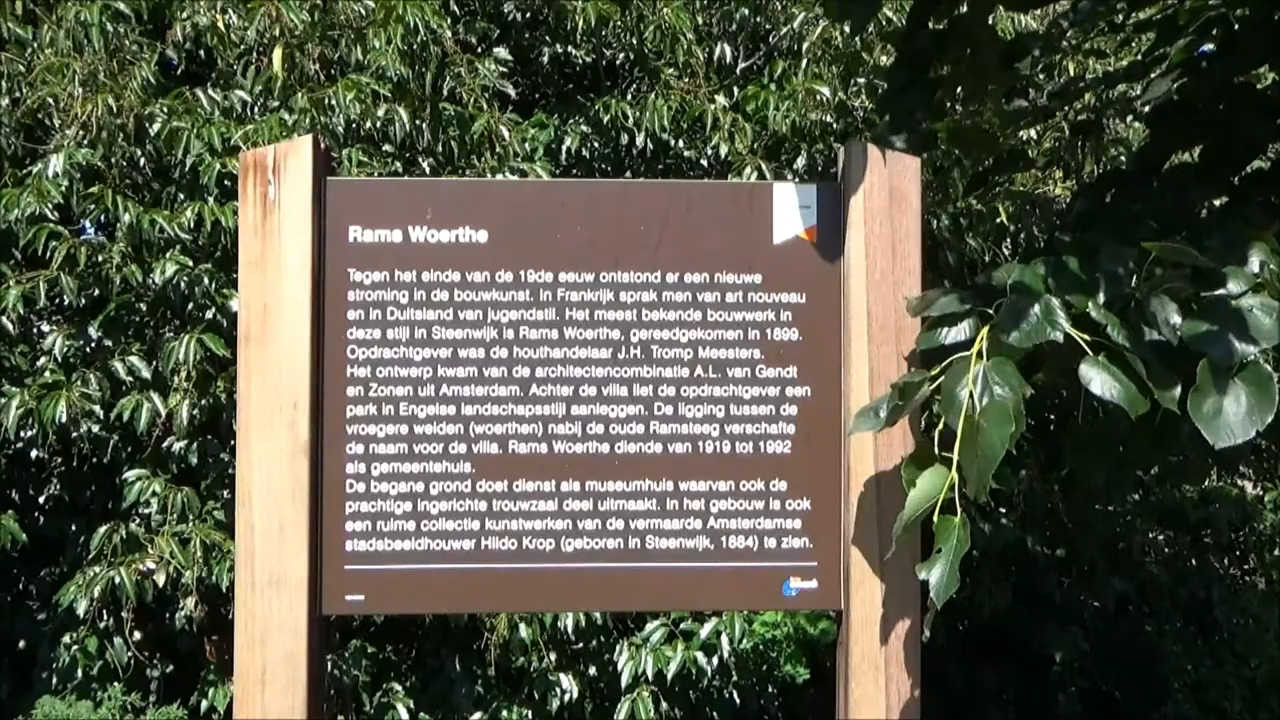 Rams Woerthe
Tegen het einde van de 19de eeuw ontstond er een nieuwe
stroming in de bouwkunst. In Frankrijk sprak men van art nouveau
en in Duitsland van jugendstil. Het meest bekende bouwwerk in
deze stijl in Steenwijk is Rams Woerthe, gereedgekomen in 1899.
Opdrachtgever was de houthandelaar J.H. Tromp Meesters.
Het ontwerp kwam van de architectencombinatie A.L. van Gendt
en Zonen uit Amsterdam. Achter de villa liet de opdrachtgever een
park in Engelse landschapsstijl aanleggen. De ligging tussen de
vroegere weiden (woerthen) nabij de oude Ramsteeg verschafte
de naam voor de villa. Rams Woerthe diende van 1919 tot 1992
als gemeentehuis.
De begane grond doet dienst als museumhuis waarvan ook de
prachtige ingerichte trouwzaal deel uitmaakt. In het gebouw is ook
een ruime collectie kunstwerken van de vermaarde Amsterdamse
stadsbeeldhouwer Hildo Krop (geboren in Steenwijk, 1884) te zien.